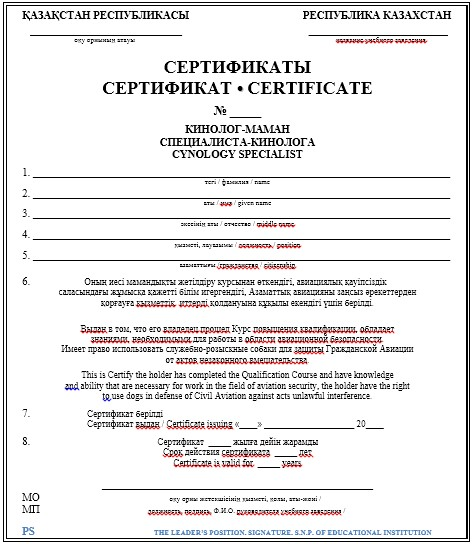 ҚАЗАҚСТАН РЕСПУБЛИКАСЫ
РЕСПУБЛИКА КАЗАХСТАН
оқу орнының атауы
название учебного заведения
СЕРТИФИКАТЫ
СЕРТИФИКАТ • CERTIFICATE
№ _____
КИНОЛОГ-МАМАН
СПЕЦИАЛИСТА-КИНОЛОГА
CYNOLOGY SPECIALIST
1.
тегі / фамилия / name
2.
аты / имя / given name
3.
әкесінің аты / отчество / middle name
4.
қызметі, лауазымы / должность / position
5.
азаматтығы /гражданство / citizenship
6. Оның иесі мамандықты жетілдіру курсынан өткендігі, авиациялық қауіпсіздік
саласындағы жұмысқа қажетті білім игергендігі, Азаматтық авиацияны заңсыз әрекеттерден
қорғауға қызметтік иттерді қолдануына құқылы екендігі үшін берілді.
Выдан в том, что его владелец прошел Курс повышения квалификации, обладает
знаниями, необходимыми для работы в области авиационной безопасности.
Имеет право использовать служебно-розыскные собаки для защиты Гражданской Авиации
от актов незаконного вмешательства.
This is Certify the holder has completed the Qualification Course and have knowledge
and ability that are necessary for work in the field of aviation security, the holder have the right
to use dogs in defense of Civil Aviation against acts unlawful interference.
7. Сертификат берілді
Сертификат выдан / Certificate issuing «____» ____________________ 20____
8. Сертификат _____ жылға дейін жарамды
Срок действия сертификата _____ лет
Certificate is valid for _____ years
МО
оқу орны жетекшісінің қызметі, қолы, аты-жөні /
МП
должность, подпись, Ф.И.О. руководителя учебного заведения /
PS
THE LEADER'S POSITION. SIGNATURE. S.N.P. OF EDUCATIONAL INSTITUTION